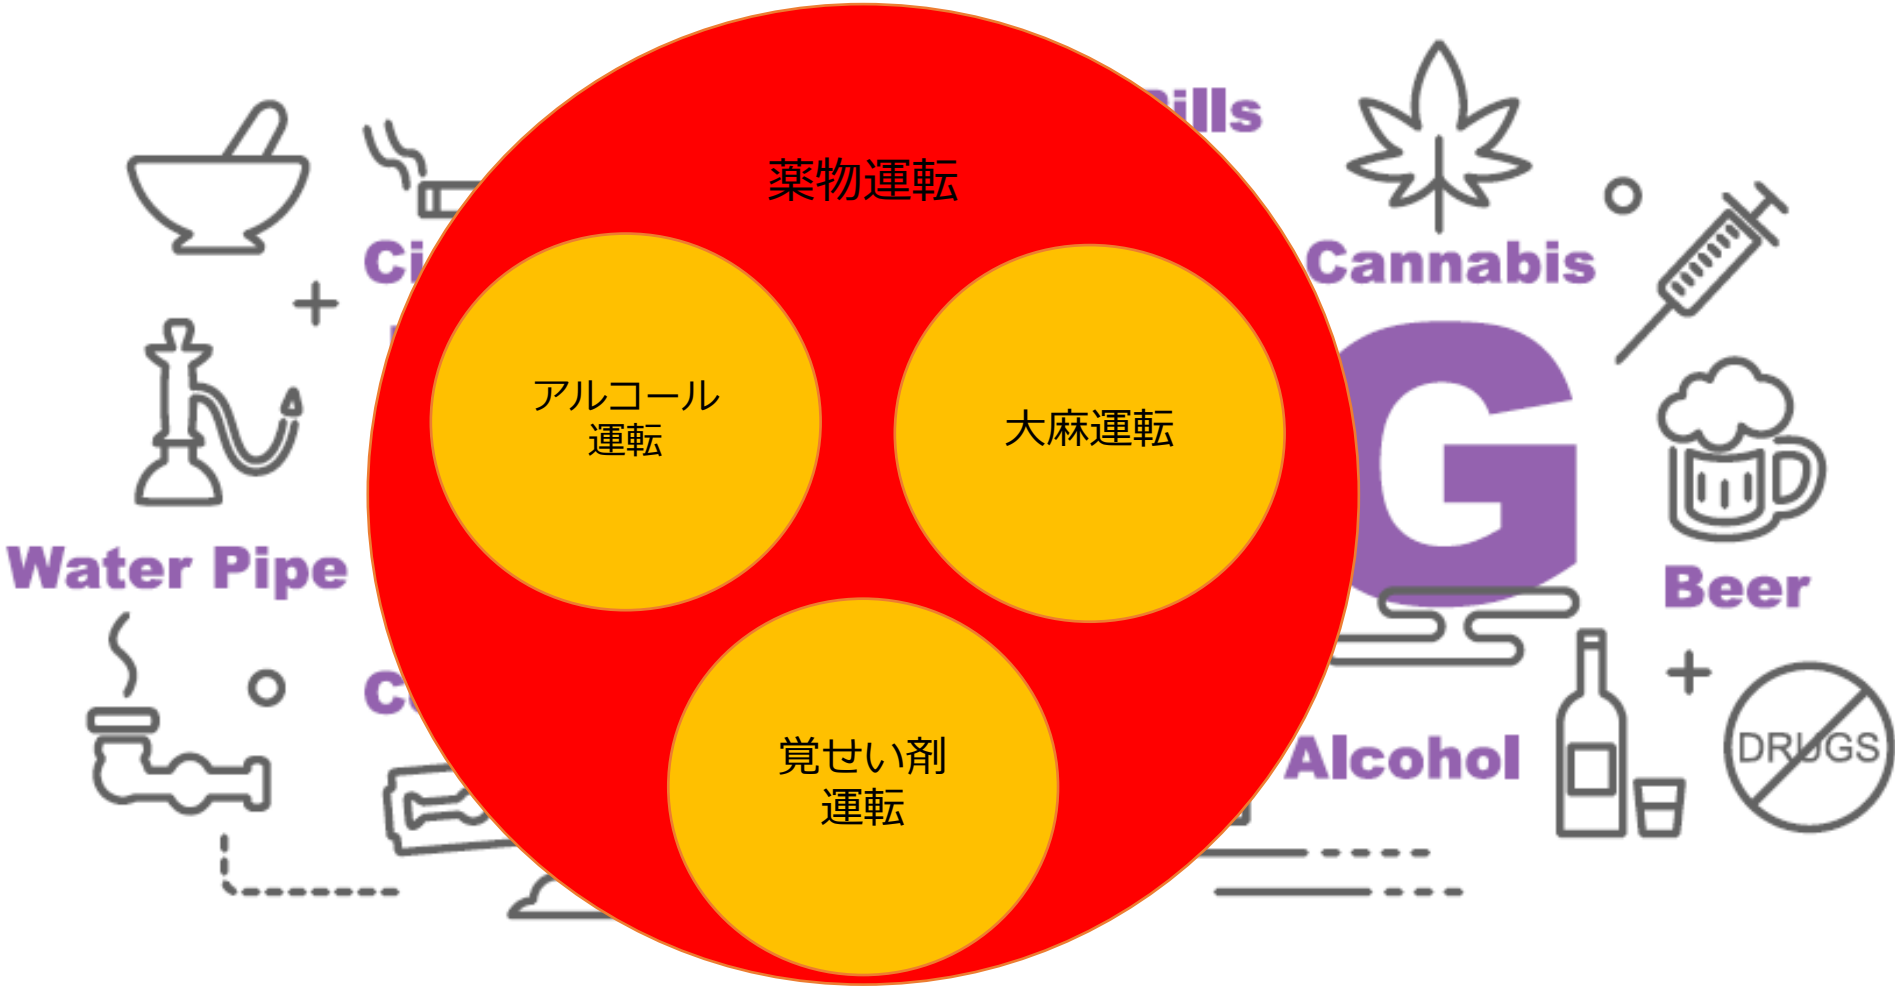 薬物運転
アルコール
運転
大麻運転
覚せい剤
運転
Cannabis
G
Water Pipe
Beer
Alcohol
DRUGS